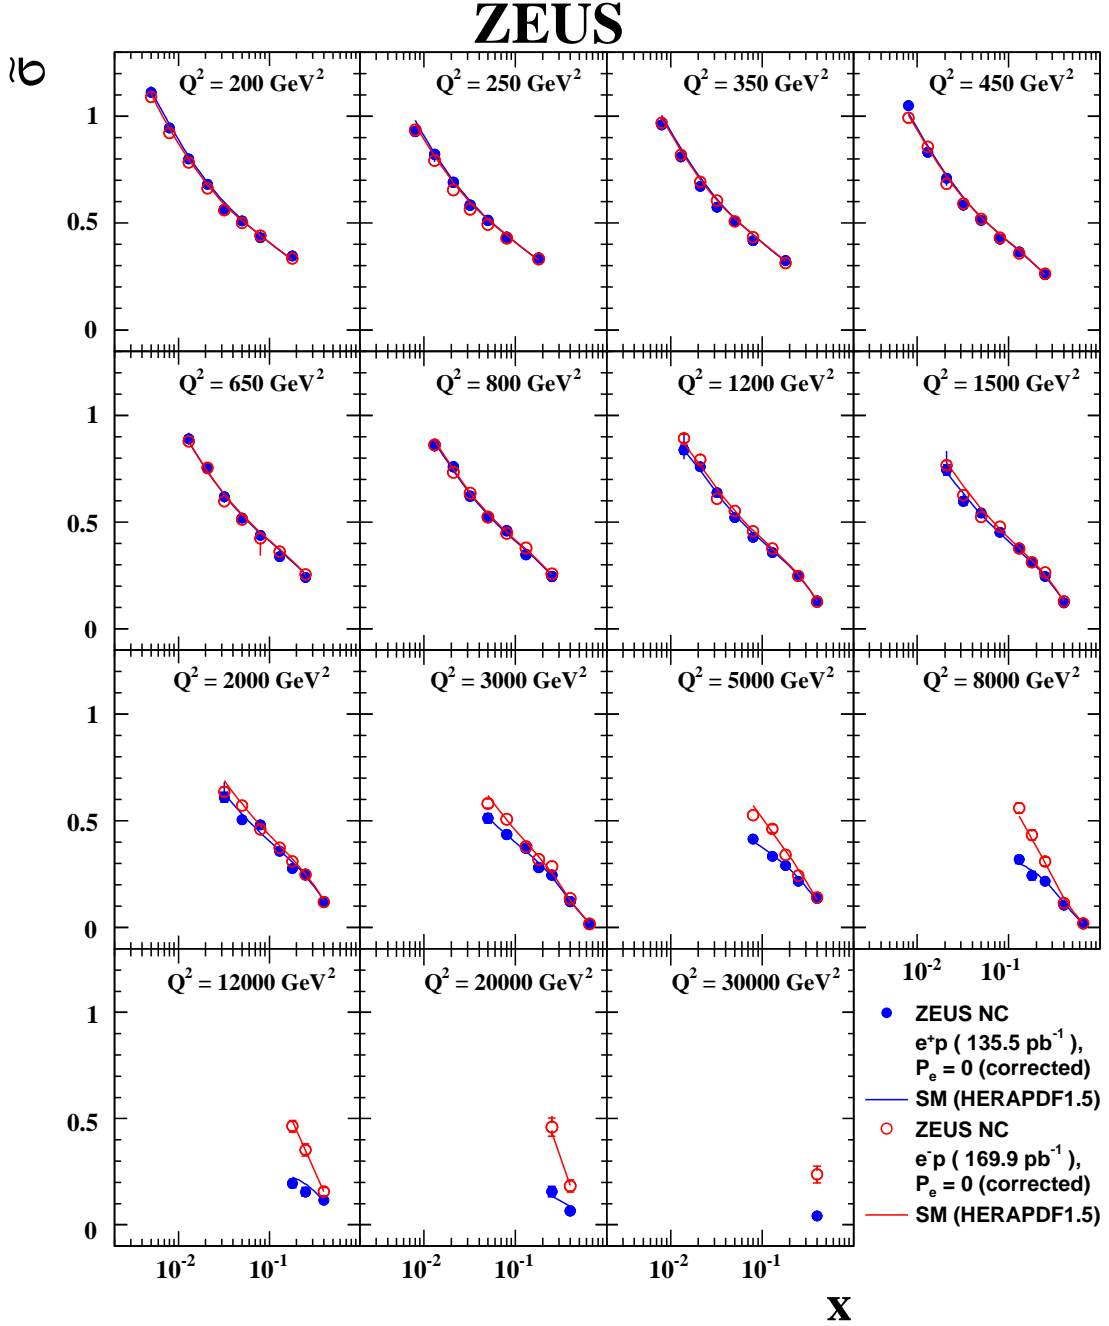 ZEUS
σ̃
Q² = 200 GeV²
Q² = 250 GeV²
Q² = 350 GeV²
Q² = 450 GeV²
1
0.5
0
Q² = 650 GeV²
Q² = 800 GeV²
Q² = 1200 GeV²
Q² = 1500 GeV²
1
0.5
0
Q² = 2000 GeV²
Q² = 3000 GeV²
Q² = 5000 GeV²
Q² = 8000 GeV²
1
0.5
0
10⁻² 10⁻¹
Q² = 12000 GeV²
Q² = 20000 GeV²
Q² = 30000 GeV²
1
0.5
0
10⁻² 10⁻¹
10⁻² 10⁻¹
10⁻² 10⁻¹
x
ZEUS NC
e⁺p ( 135.5 pb⁻¹ ),
Pₑ = 0 (corrected)
SM (HERAPDF1.5)
ZEUS NC
e⁻p ( 169.9 pb⁻¹ ),
Pₑ = 0 (corrected)
SM (HERAPDF1.5)